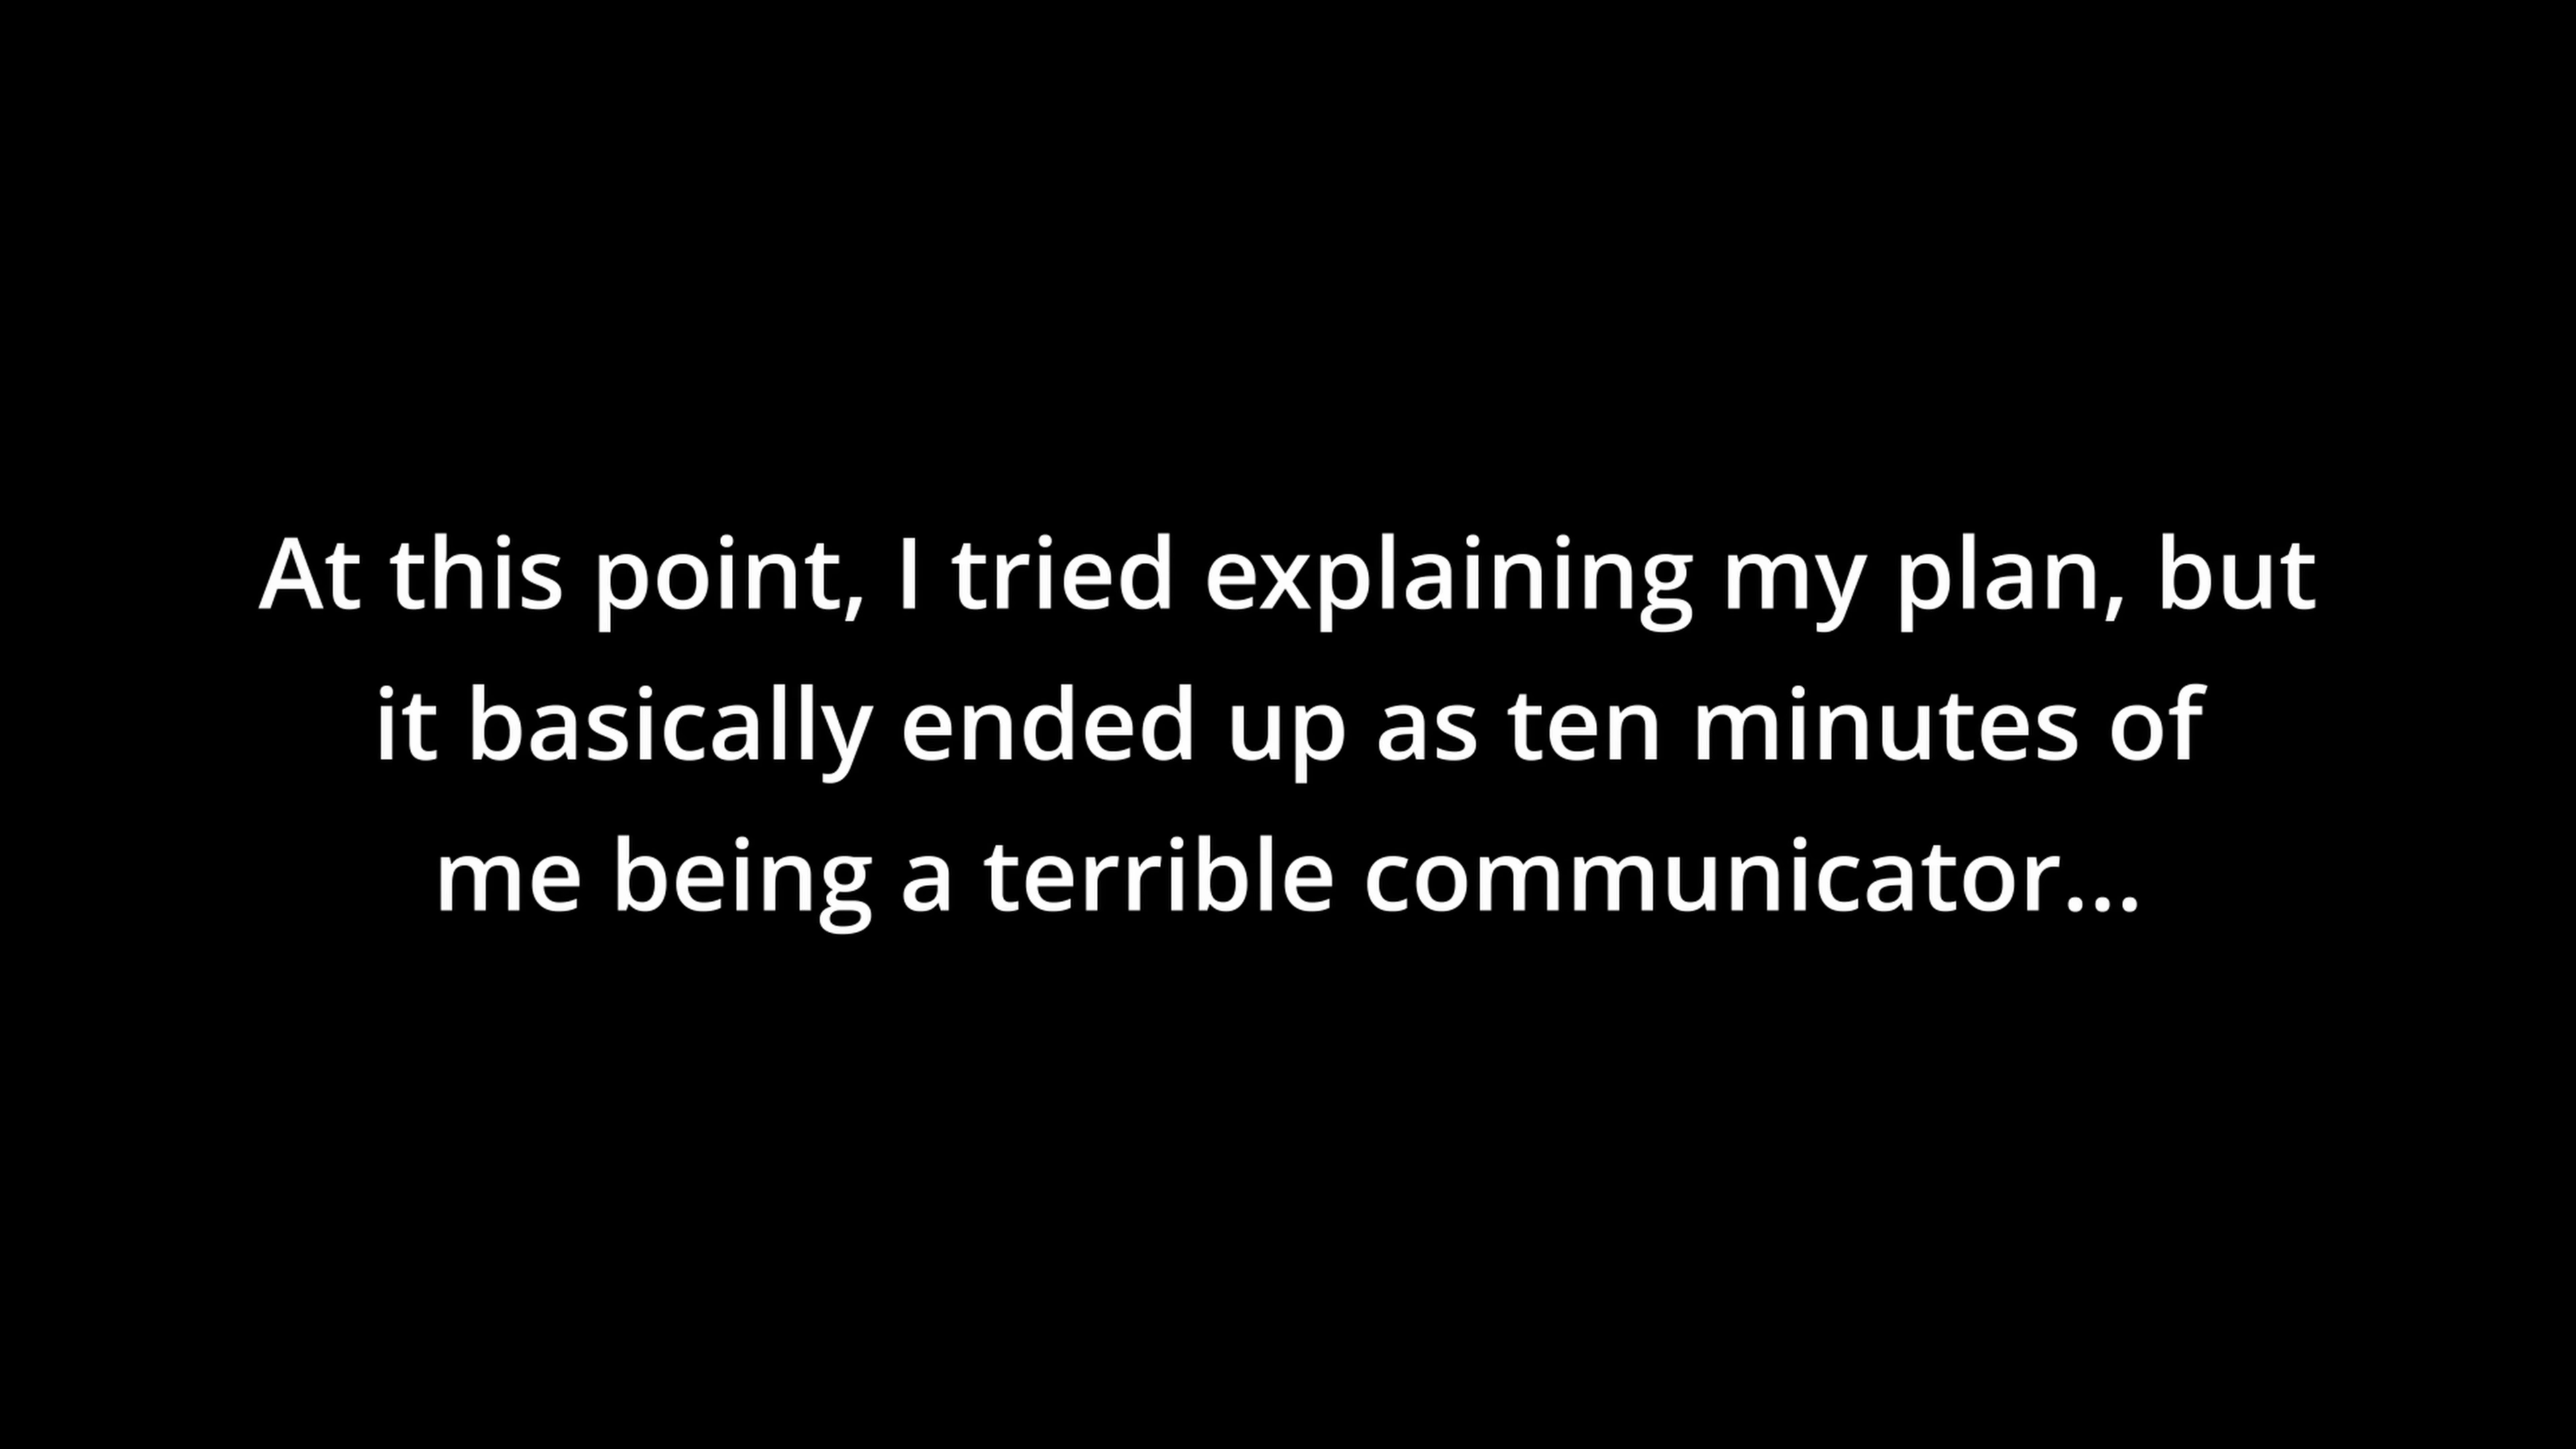 At this point, I tried explaining my plan, but
it basically ended up as ten minutes of
me being a terrible communicator...